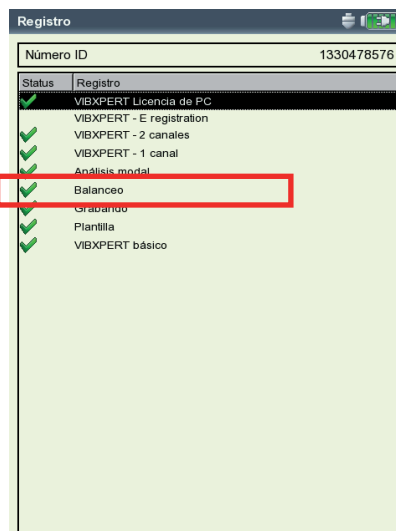 Registro
Número ID 1330478576
Status Registro
VIBXPERT Licencia de PC
VIBXPERT - E registration
VIBXPERT - 2 canales
VIBXPERT - 1 canal
Análisis modal
Balanceo
Grabando
Plantilla
VIBXPERT básico